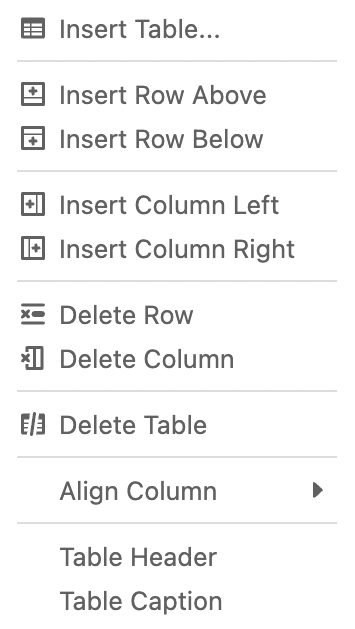 Insert Table...
Insert Row Above
Insert Row Below
Insert Column Left
Insert Column Right
Delete Row
Delete Column
Delete Table
Align Column
Table Header
Table Caption